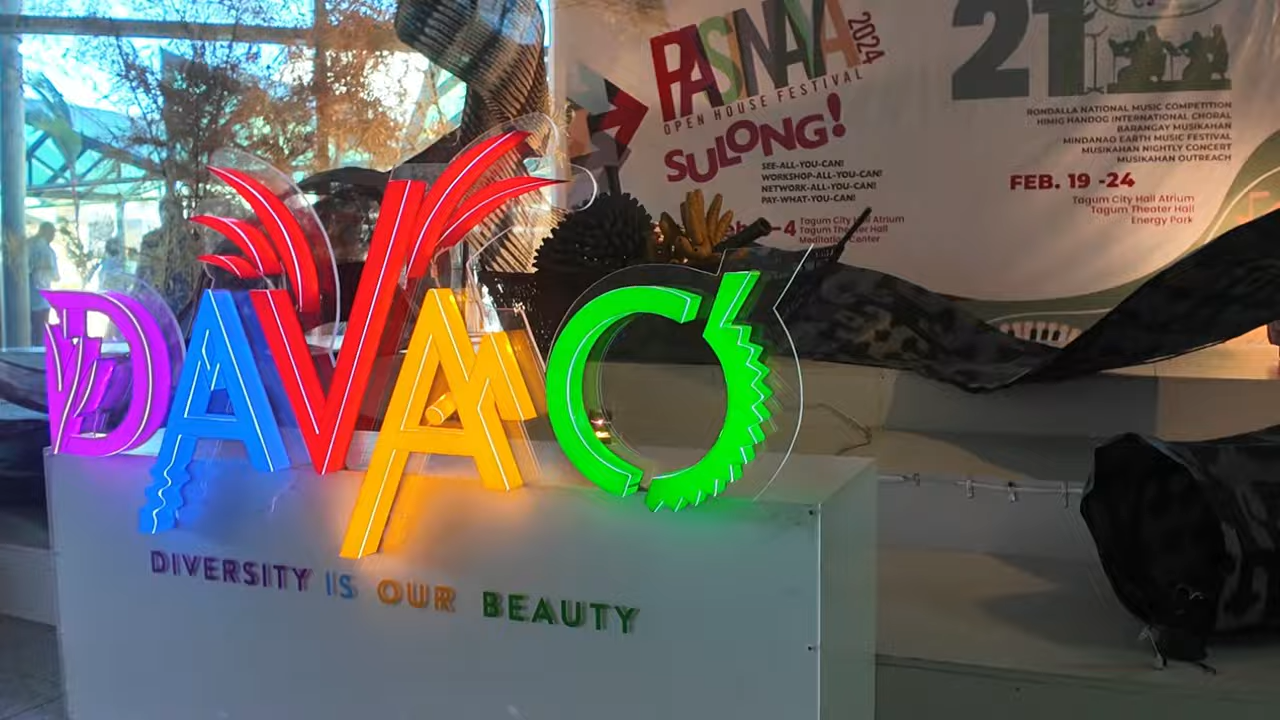 DAVAO
DIVERSITY IS OUR BEAUTY
PASINAYA 2024
OPEN HOUSE FESTIVAL
SULONG!
SEE-ALL-YOU-CAN!
WORKSHOP-ALL-YOU-CAN!
NETWORK-ALL-YOU-CAN!
PAY-WHAT-YOU-CAN!
-4
Tagum City Hall Atrium
Tagum Theater Hall
Meditation Center
21
RONDALLA NATIONAL MUSIC COMPETITION
HIMIG HANDOG INTERNATIONAL CHORAL
BARANGAY MUSIKAHAN
MINDANAO EARTH MUSIC FESTIVAL
MUSIKAHAN NIGHTLY CONCERT
MUSIKAHAN OUTREACH
FEB. 19 -24
Tagum City Hall Atrium
Tagum Theater Hall
Energy Park